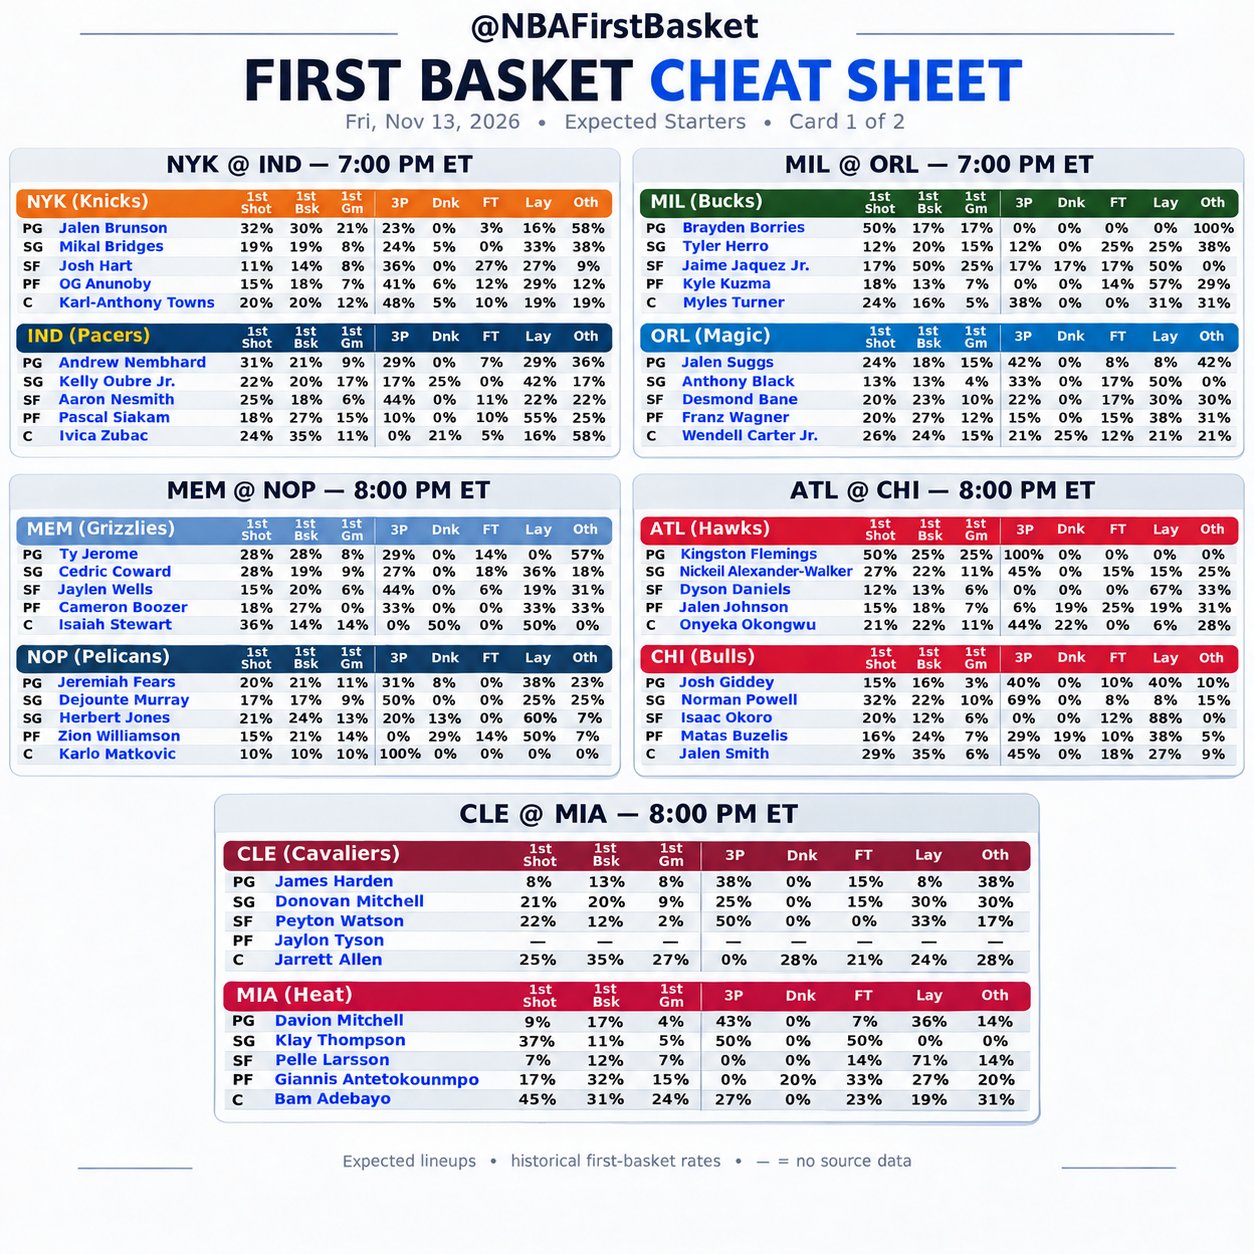 @NBAFirstBasket
FIRST BASKET CHEAT SHEET
Fri, Nov 13, 2026 • Expected Starters • Card 1 of 2
NYK @ IND — 7:00 PM ET
NYK (Knicks) 1st Shot 1st Bsk 1st Gm 3P Dnk FT Lay Oth
PG Jalen Brunson 32% 30% 21% 23% 0% 3% 16% 58%
SG Mikal Bridges 19% 19% 8% 24% 5% 0% 33% 38%
SF Josh Hart 11% 14% 8% 36% 0% 27% 27% 9%
PF OG Anunoby 15% 18% 7% 41% 6% 12% 29% 12%
C Karl-Anthony Towns 20% 20% 12% 48% 5% 10% 19% 19%
IND (Pacers) 1st Shot 1st Bsk 1st Gm 3P Dnk FT Lay Oth
PG Andrew Nembhard 31% 21% 9% 29% 0% 7% 29% 36%
SG Kelly Oubre Jr. 22% 20% 17% 17% 25% 0% 42% 17%
SF Aaron Nesmith 25% 18% 6% 44% 0% 11% 22% 22%
PF Pascal Siakam 18% 27% 15% 10% 0% 10% 55% 25%
C Ivica Zubac 24% 35% 11% 0% 21% 5% 16% 58%
MIL @ ORL — 7:00 PM ET
MIL (Bucks) 1st Shot 1st Bsk 1st Gm 3P Dnk FT Lay Oth
PG Brayden Borries 50% 17% 17% 0% 0% 0% 0% 100%
SG Tyler Herro 12% 20% 15% 12% 0% 25% 25% 38%
SF Jaime Jaquez Jr. 17% 50% 25% 17% 17% 17% 50% 0%
PF Kyle Kuzma 18% 13% 7% 0% 0% 14% 57% 29%
C Myles Turner 24% 16% 5% 38% 0% 0% 31% 31%
ORL (Magic) 1st Shot 1st Bsk 1st Gm 3P Dnk FT Lay Oth
PG Jalen Suggs 24% 18% 15% 42% 0% 8% 8% 42%
SG Anthony Black 13% 13% 4% 33% 0% 17% 50% 0%
SF Desmond Bane 20% 23% 10% 22% 0% 17% 30% 30%
PF Franz Wagner 20% 27% 12% 15% 0% 15% 38% 31%
C Wendell Carter Jr. 26% 24% 15% 21% 25% 12% 21% 21%
MEM @ NOP — 8:00 PM ET
MEM (Grizzlies) 1st Shot 1st Bsk 1st Gm 3P Dnk FT Lay Oth
PG Ty Jerome 28% 28% 8% 29% 0% 14% 0% 57%
SG Cedric Coward 28% 19% 9% 27% 0% 18% 36% 18%
SF Jaylen Wells 15% 20% 6% 44% 0% 6% 19% 31%
PF Cameron Boozer 18% 27% 0% 33% 0% 0% 33% 33%
C Isaiah Stewart 36% 14% 14% 0% 50% 0% 50% 0%
NOP (Pelicans) 1st Shot 1st Bsk 1st Gm 3P Dnk FT Lay Oth
PG Jeremiah Fears 20% 21% 11% 31% 8% 0% 38% 23%
SG Dejounte Murray 17% 17% 9% 50% 0% 0% 25% 25%
SG Herbert Jones 21% 24% 13% 20% 13% 0% 60% 7%
PF Zion Williamson 15% 21% 14% 0% 29% 14% 50% 7%
C Karlo Matkovic 10% 10% 10% 100% 0% 0% 0% 0%
ATL @ CHI — 8:00 PM ET
ATL (Hawks) 1st Shot 1st Bsk 1st Gm 3P Dnk FT Lay Oth
PG Kingston Flemings 50% 25% 25% 100% 0% 0% 0% 0%
SG Nickeil Alexander-Walker 27% 22% 11% 45% 0% 15% 15% 25%
SF Dyson Daniels 12% 13% 6% 0% 0% 0% 67% 33%
PF Jalen Johnson 15% 18% 7% 6% 19% 25% 19% 31%
C Onyeka Okongwu 21% 22% 11% 44% 22% 0% 6% 28%
CHI (Bulls) 1st Shot 1st Bsk 1st Gm 3P Dnk FT Lay Oth
PG Josh Giddey 15% 16% 3% 40% 0% 10% 40% 10%
SG Norman Powell 32% 22% 10% 69% 0% 8% 8% 15%
SF Isaac Okoro 20% 12% 6% 0% 0% 12% 88% 0%
PF Matas Buzelis 16% 24% 7% 29% 19% 10% 38% 5%
C Jalen Smith 29% 35% 6% 45% 0% 18% 27% 9%
CLE @ MIA — 8:00 PM ET
CLE (Cavaliers) 1st Shot 1st Bsk 1st Gm 3P Dnk FT Lay Oth
PG James Harden 8% 13% 8% 38% 0% 15% 8% 38%
SG Donovan Mitchell 21% 20% 9% 25% 0% 15% 30% 30%
SF Peyton Watson 22% 12% 2% 50% 0% 0% 33% 17%
PF Jaylon Tyson — — — — — — — —
C Jarrett Allen 25% 35% 27% 0% 28% 21% 24% 28%
MIA (Heat) 1st Shot 1st Bsk 1st Gm 3P Dnk FT Lay Oth
PG Davion Mitchell 9% 17% 4% 43% 0% 7% 36% 14%
SG Klay Thompson 37% 11% 5% 50% 0% 50% 0% 0%
SF Pelle Larsson 7% 12% 7% 0% 0% 14% 71% 14%
PF Giannis Antetokounmpo 17% 32% 15% 0% 20% 33% 27% 20%
C Bam Adebayo 45% 31% 24% 27% 0% 23% 19% 31%
Expected lineups • historical first-basket rates • — = no source data